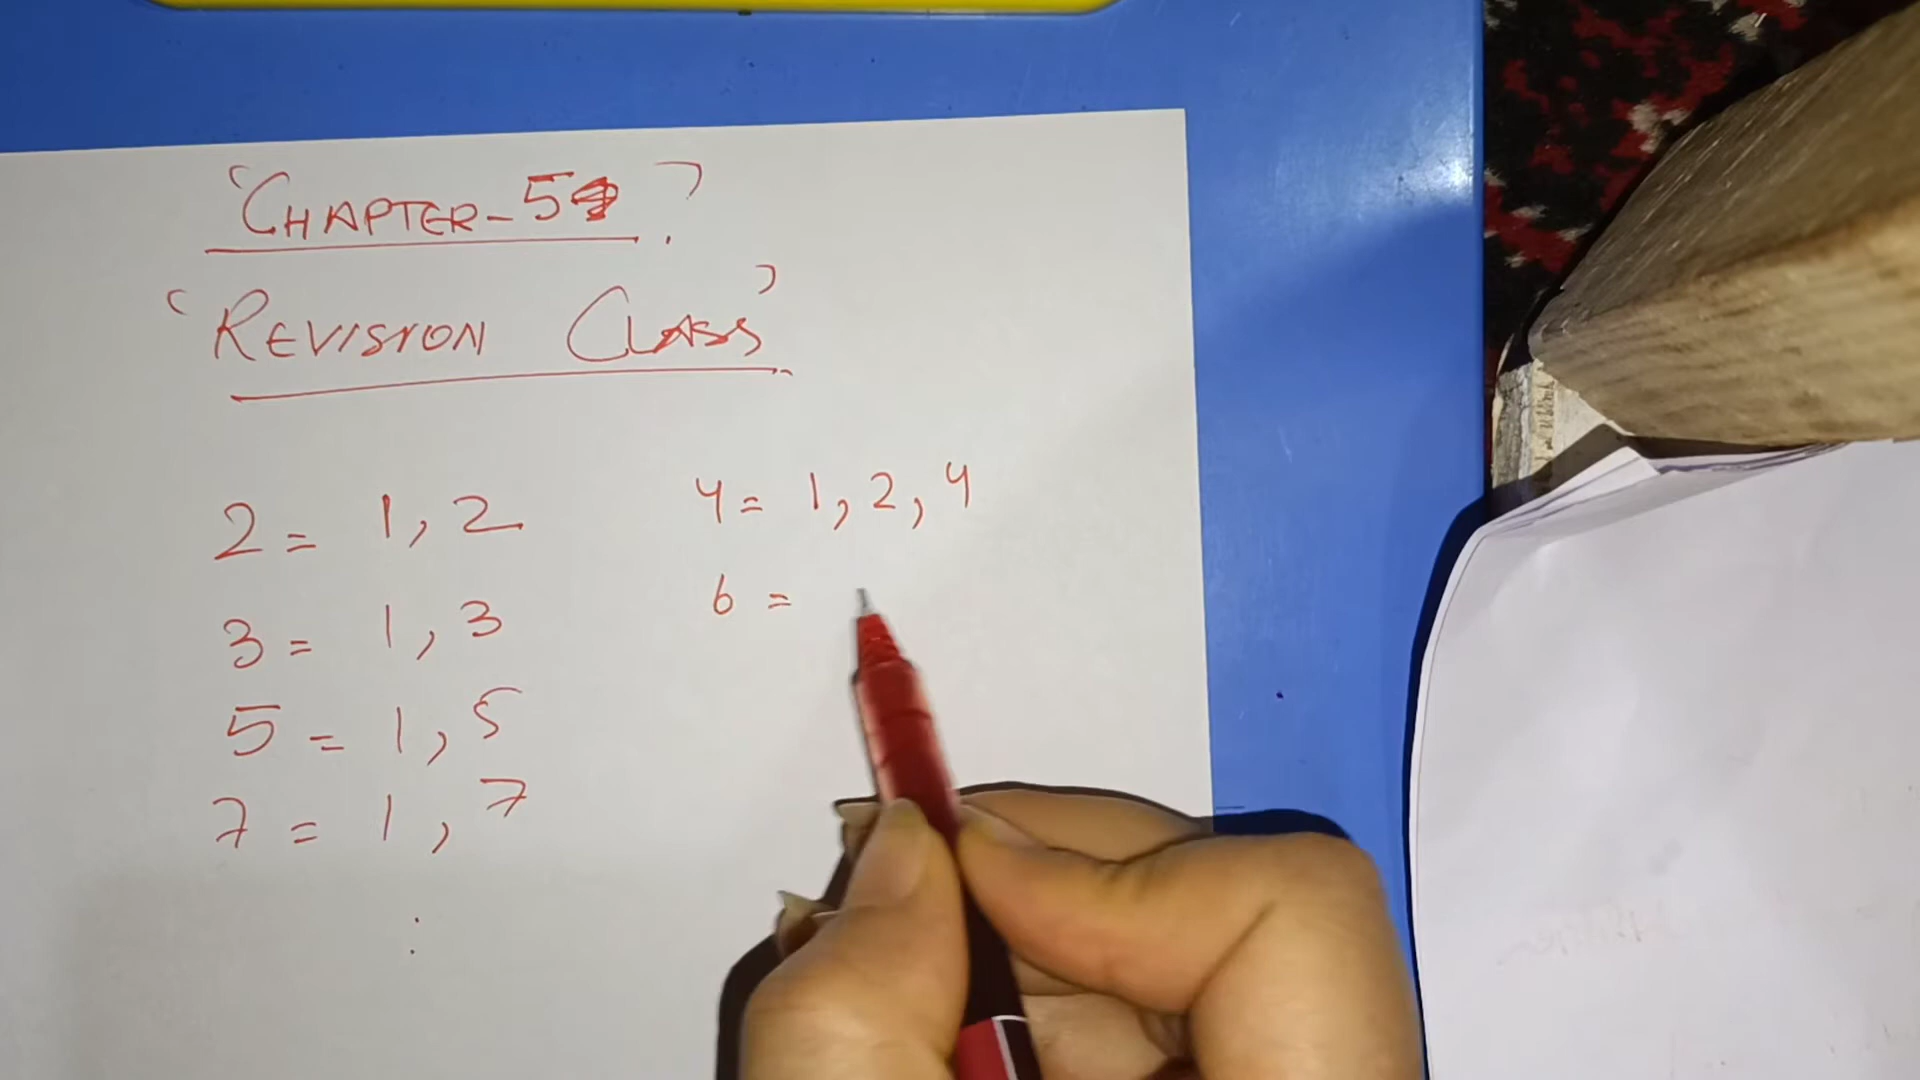 'CHAPTER-5'.
'REVISION CLASS'.
2 = 1, 2
3 = 1, 3
5 = 1, 5
7 = 1, 7
:
4 = 1, 2, 4
6 =